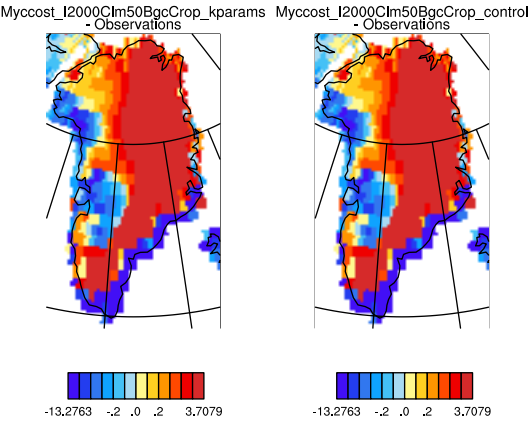 Myccost_I2000Clm50BgcCrop_kparams
- Observations
Myccost_I2000Clm50BgcCrop_control
- Observations
-13.2763 -.2 .0 .2 3.7079
-13.2763 -.2 .0 .2 3.7079